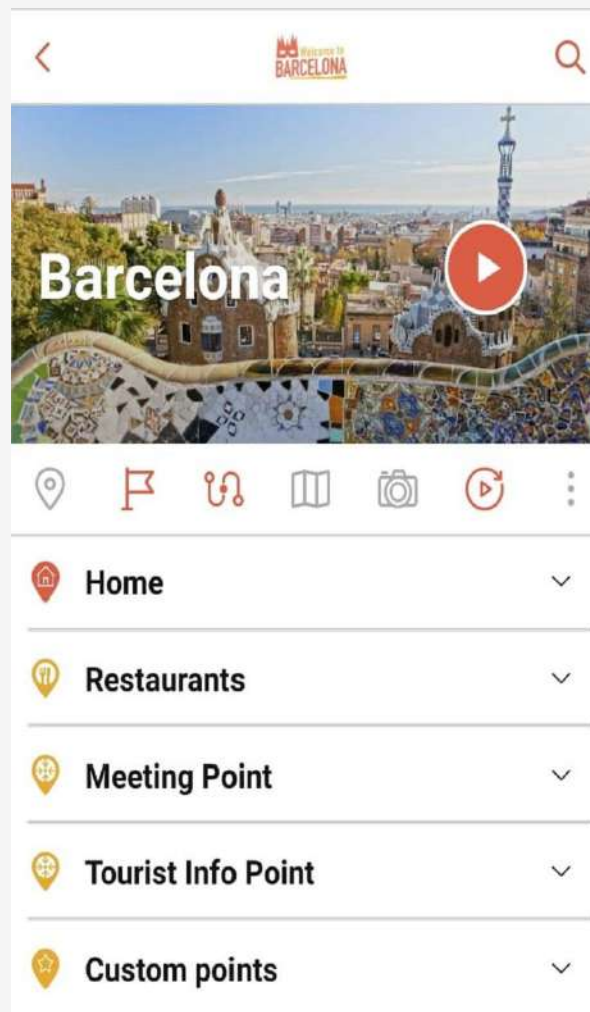 Welcome to
BARCELONA
Barcelona
Home
Restaurants
Meeting Point
Tourist Info Point
Custom points